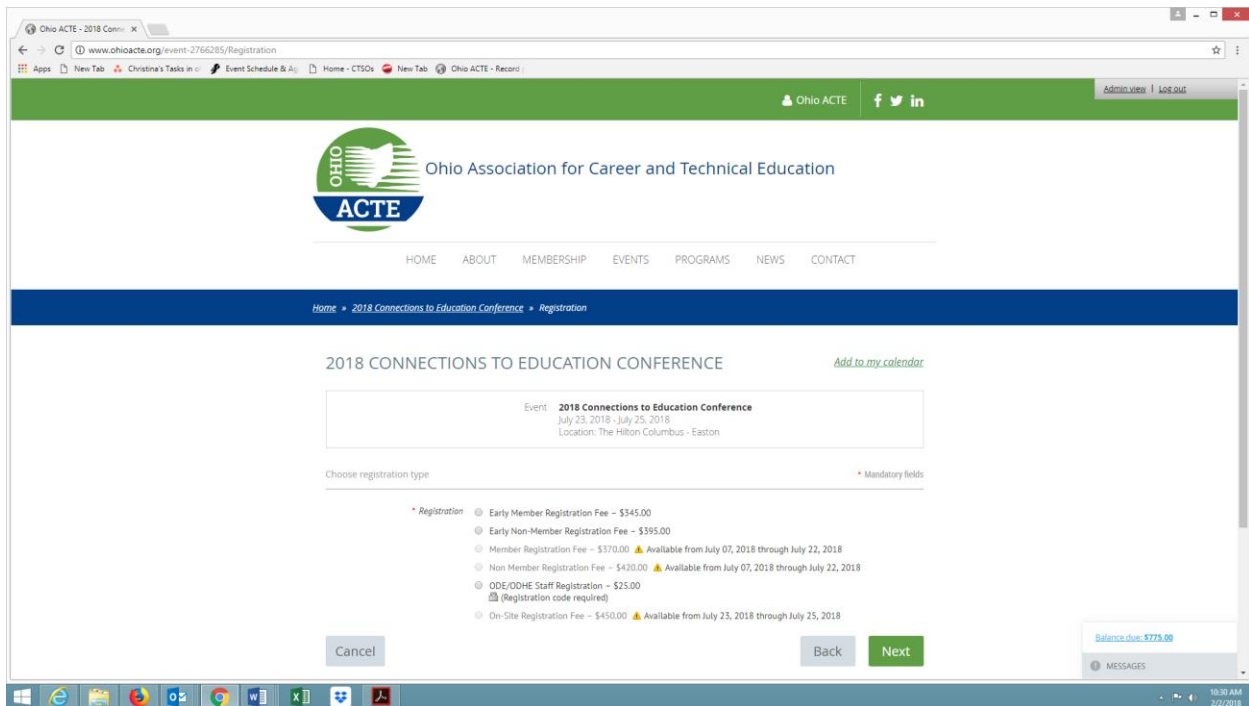 Ohio ACTE - 2018 Conne
www.ohioacte.org/event-2766285/Registration
Apps New Tab Christina's Tasks in Event Schedule & Ag Home - CTSOs New Tab Ohio ACTE - Record
Admin view | Log out
Ohio ACTE
OHIO
ACTE
Ohio Association for Career and Technical Education
HOME ABOUT MEMBERSHIP EVENTS PROGRAMS NEWS CONTACT
Home » 2018 Connections to Education Conference » Registration
2018 CONNECTIONS TO EDUCATION CONFERENCE Add to my calendar
Event 2018 Connections to Education Conference
July 23, 2018 - July 25, 2018
Location: The Hilton Columbus - Easton
Choose registration type * Mandatory fields
* Registration Early Member Registration Fee – $345.00
Early Non-Member Registration Fee – $395.00
Member Registration Fee – $370.00 Available from July 07, 2018 through July 22, 2018
Non Member Registration Fee – $420.00 Available from July 07, 2018 through July 22, 2018
ODE/ODHE Staff Registration – $25.00
(Registration code required)
On-Site Registration Fee – $450.00 Available from July 23, 2018 through July 25, 2018
Cancel Back Next
Balance due: $775.00
MESSAGES
10:30 AM
2/2/2018